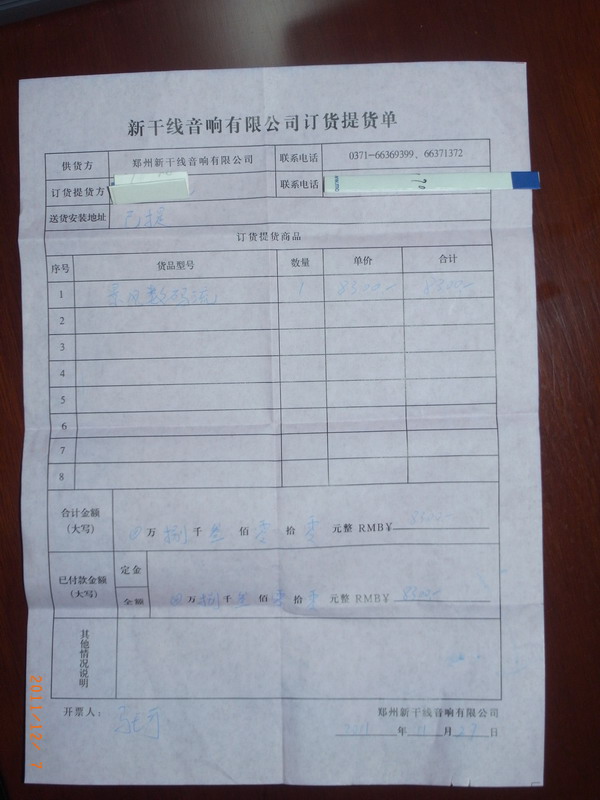 新干线音响有限公司订货提货单
供货方 郑州新干线音响有限公司 联系电话 0371-66369399、66371372
订货提货方 联系电话
送货安装地址 自提
订货提货商品
序号 货品型号 数量 单价 合计
1 1 8300- 8300-
2
3
4
5
6
7
8
合计金额(大写) 万 捌 千 叁 佰 零 拾 零 元整 RMB¥ 8300-
已付款金额(大写) 定金
金额 万 捌 千 叁 佰 零 拾 零 元整 RMB¥ 8300-
其他情况说明
开票人: 郑州新干线音响有限公司
2011 年 11 月 27 日
2011/12/ 1